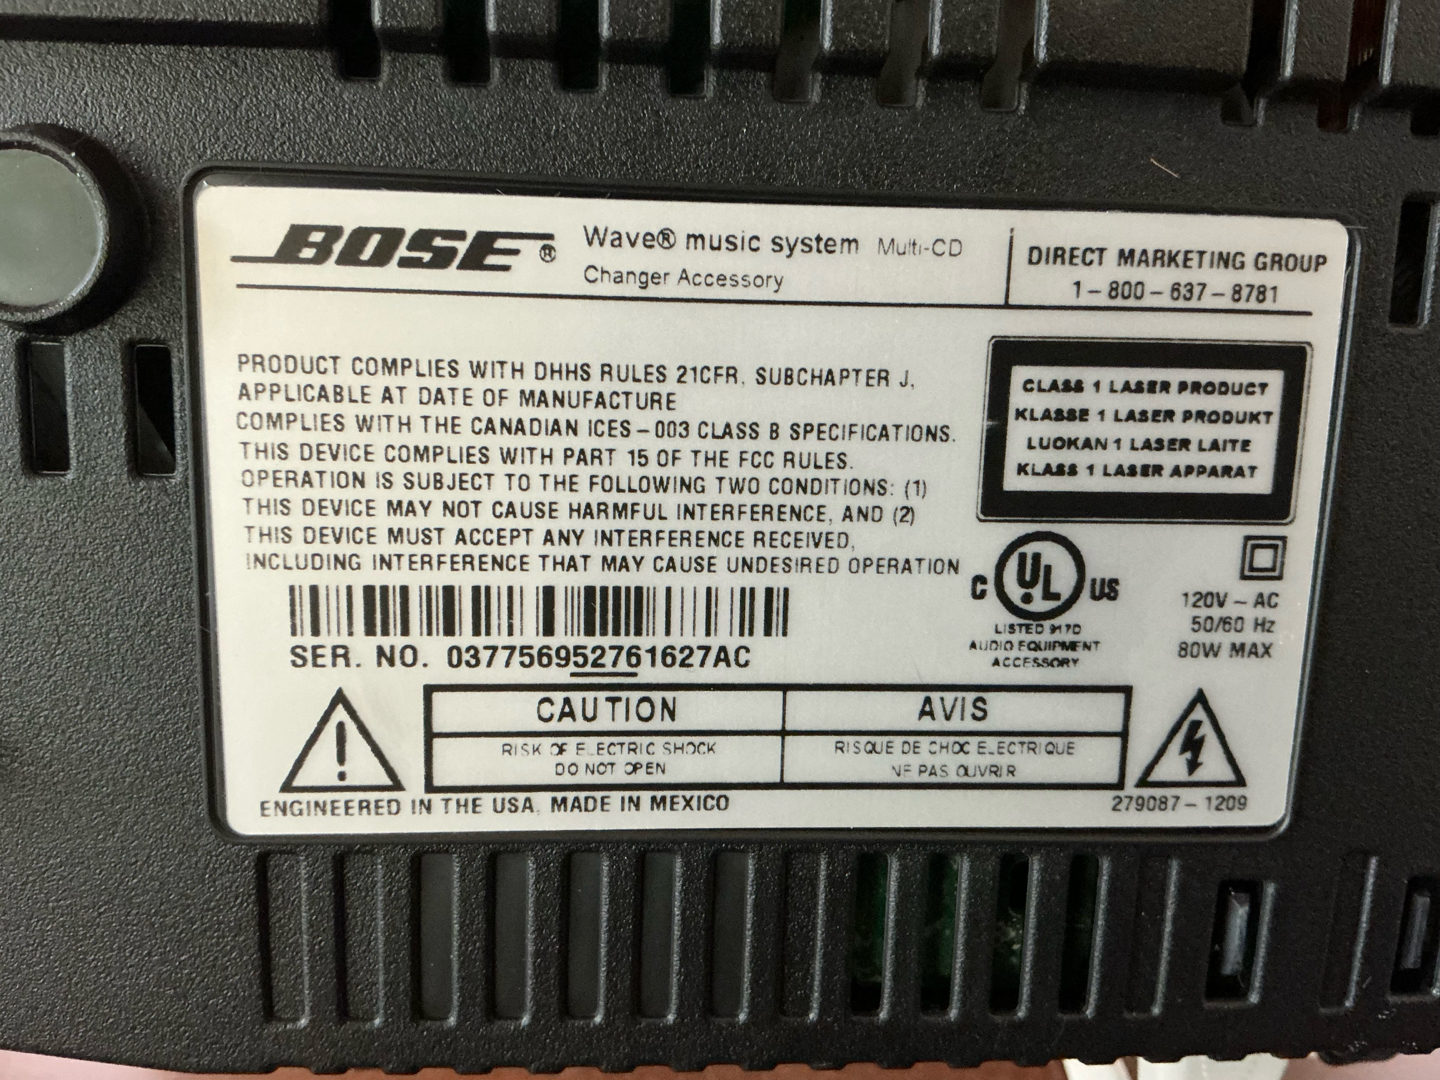 BOSE® Wave® music system Multi-CD
Changer Accessory
DIRECT MARKETING GROUP
1-800-637-8781
PRODUCT COMPLIES WITH DHHS RULES 21CFR, SUBCHAPTER J,
APPLICABLE AT DATE OF MANUFACTURE
COMPLIES WITH THE CANADIAN ICES-003 CLASS B SPECIFICATIONS.
THIS DEVICE COMPLIES WITH PART 15 OF THE FCC RULES.
OPERATION IS SUBJECT TO THE FOLLOWING TWO CONDITIONS: (1)
THIS DEVICE MAY NOT CAUSE HARMFUL INTERFERENCE, AND (2)
THIS DEVICE MUST ACCEPT ANY INTERFERENCE RECEIVED,
INCLUDING INTERFERENCE THAT MAY CAUSE UNDESIRED OPERATION
CLASS 1 LASER PRODUCT
KLASSE 1 LASER PRODUKT
LUOKAN 1 LASER LAITE
KLASS 1 LASER APPARAT
C UL US
LISTED 917D
AUDIO EQUIPMENT
ACCESSORY
120V ~ AC
50/60 Hz
80W MAX
SER. NO. 037756952761627AC
CAUTION
RISK OF ELECTRIC SHOCK
DO NOT OPEN
AVIS
RISQUE DE CHOC ELECTRIQUE
NE PAS OUVRIR
ENGINEERED IN THE USA, MADE IN MEXICO
279087-1209